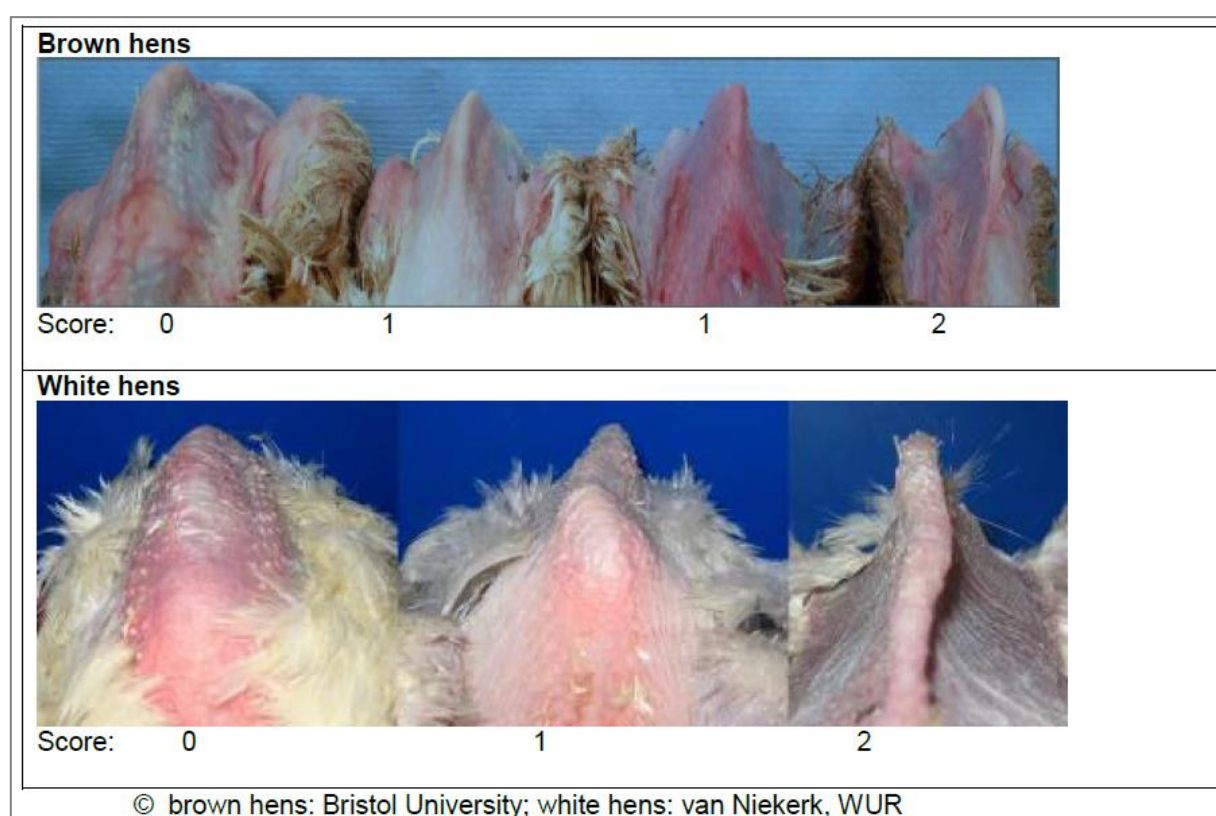 Brown hens
Score: 0 1 1 2
White hens
Score: 0 1 2
© brown hens: Bristol University; white hens: van Niekerk, WUR